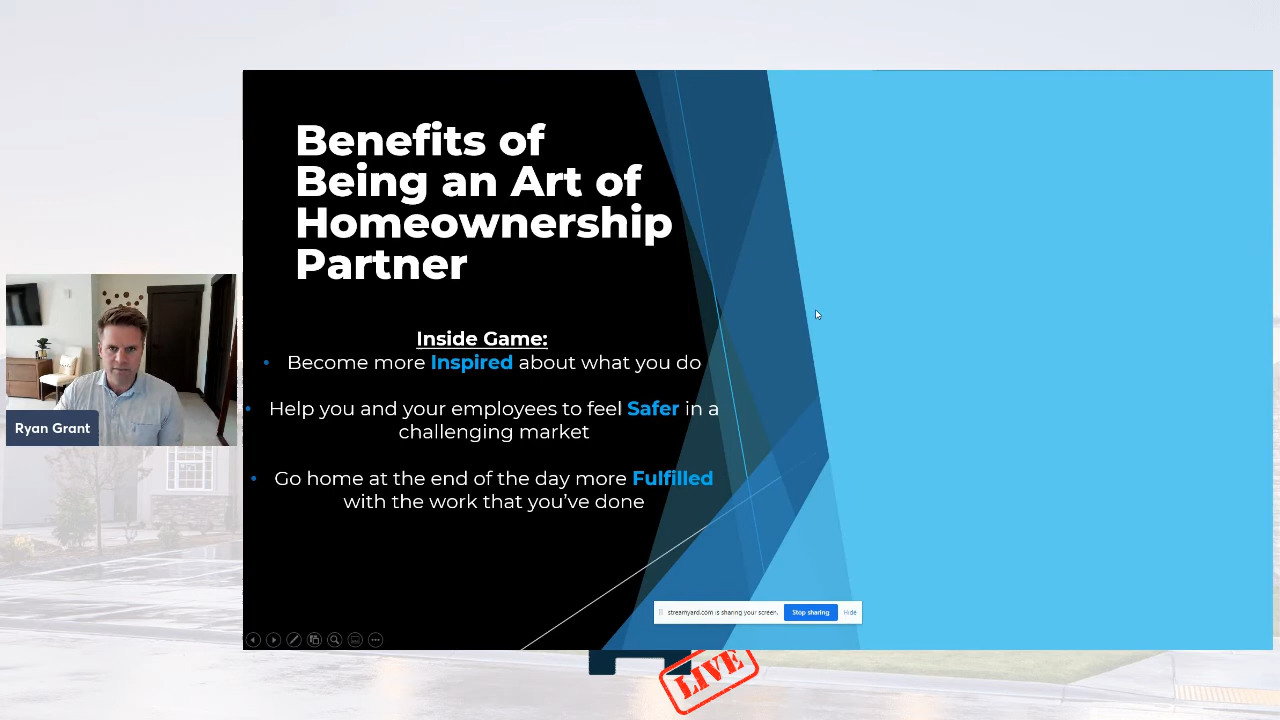 Benefits of
Being an Art of
Homeownership
Partner
Inside Game:
• Become more Inspired about what you do
• Help you and your employees to feel Safer in a
challenging market
• Go home at the end of the day more Fulfilled
with the work that you've done
Ryan Grant
streamyard.com is sharing your screen.
Stop sharing
Hide
LIVE